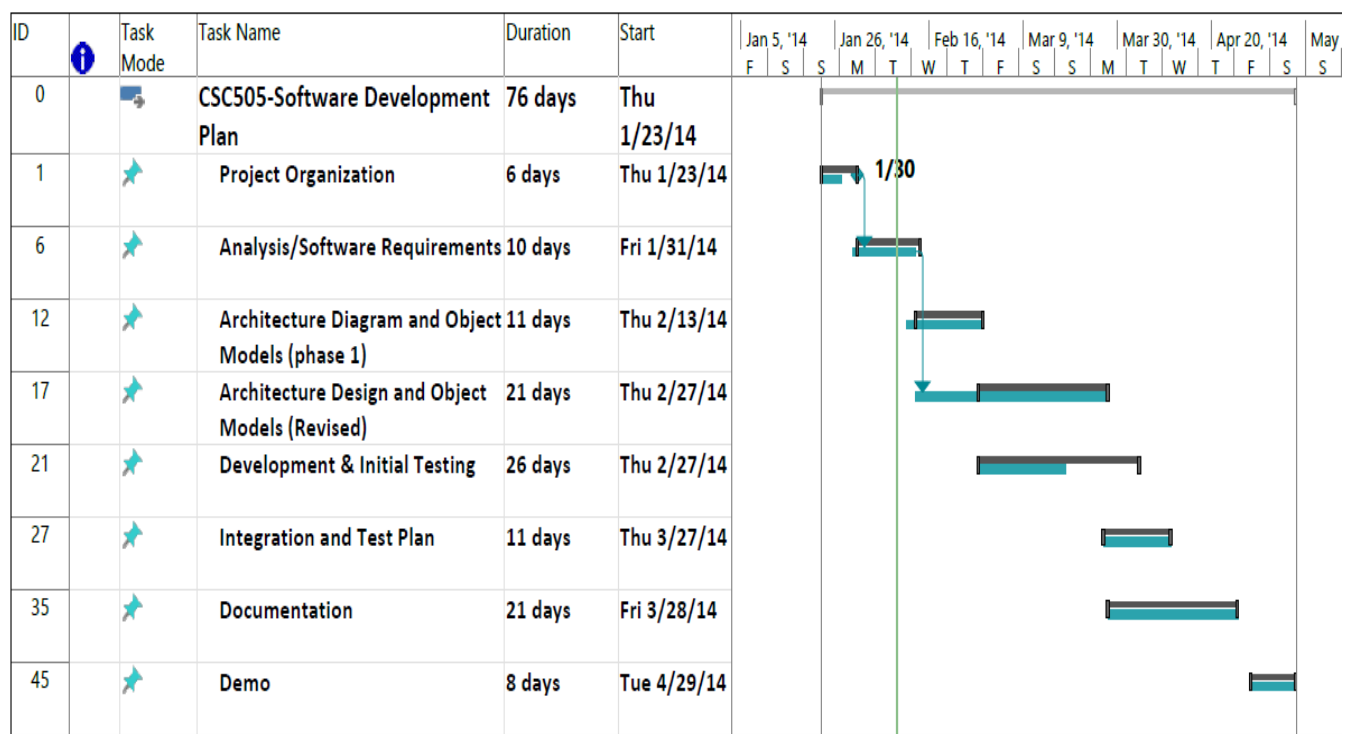 ID Task Task Name Duration Start Jan 5, '14 Jan 26, '14 Feb 16, '14 Mar 9, '14 Mar 30, '14 Apr 20, '14 May
i Mode F S S M T W T F S S M T W T F S S
0 CSC505-Software Development 76 days Thu
Plan 1/23/14
1 Project Organization 6 days Thu 1/23/14 1/30
6 Analysis/Software Requirements 10 days Fri 1/31/14
12 Architecture Diagram and Object 11 days Thu 2/13/14
Models (phase 1)
17 Architecture Design and Object 21 days Thu 2/27/14
Models (Revised)
21 Development & Initial Testing 26 days Thu 2/27/14
27 Integration and Test Plan 11 days Thu 3/27/14
35 Documentation 21 days Fri 3/28/14
45 Demo 8 days Tue 4/29/14